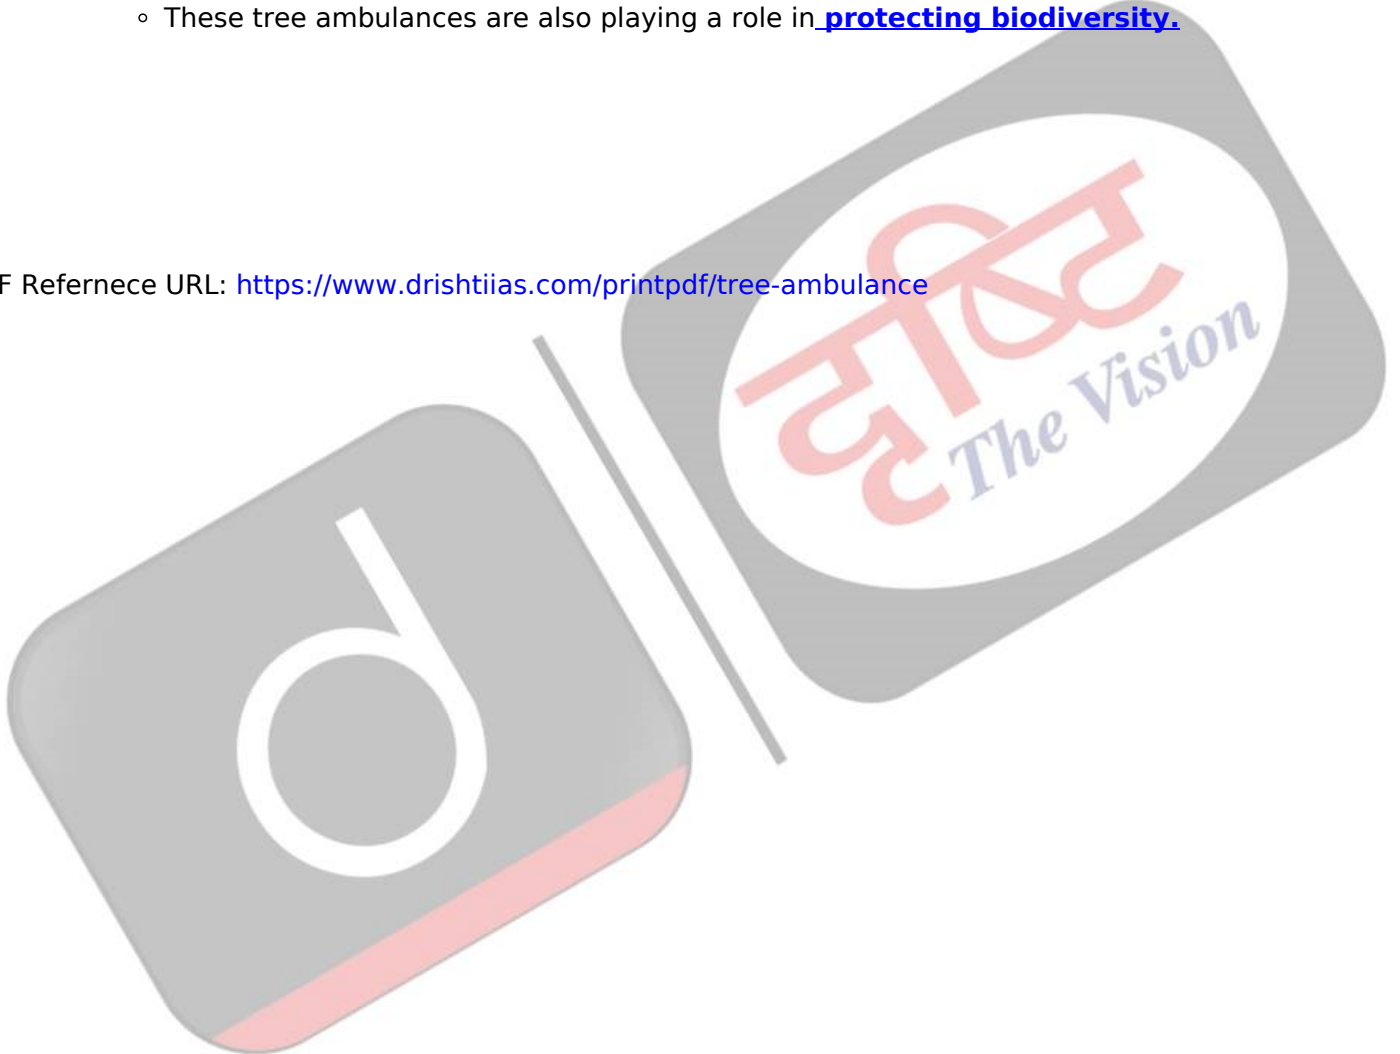 ◦ These tree ambulances are also playing a role in protecting biodiversity.
F Refernece URL: https://www.drishtiias.com/printpdf/tree-ambulance
दृष्टि
The Vision
d